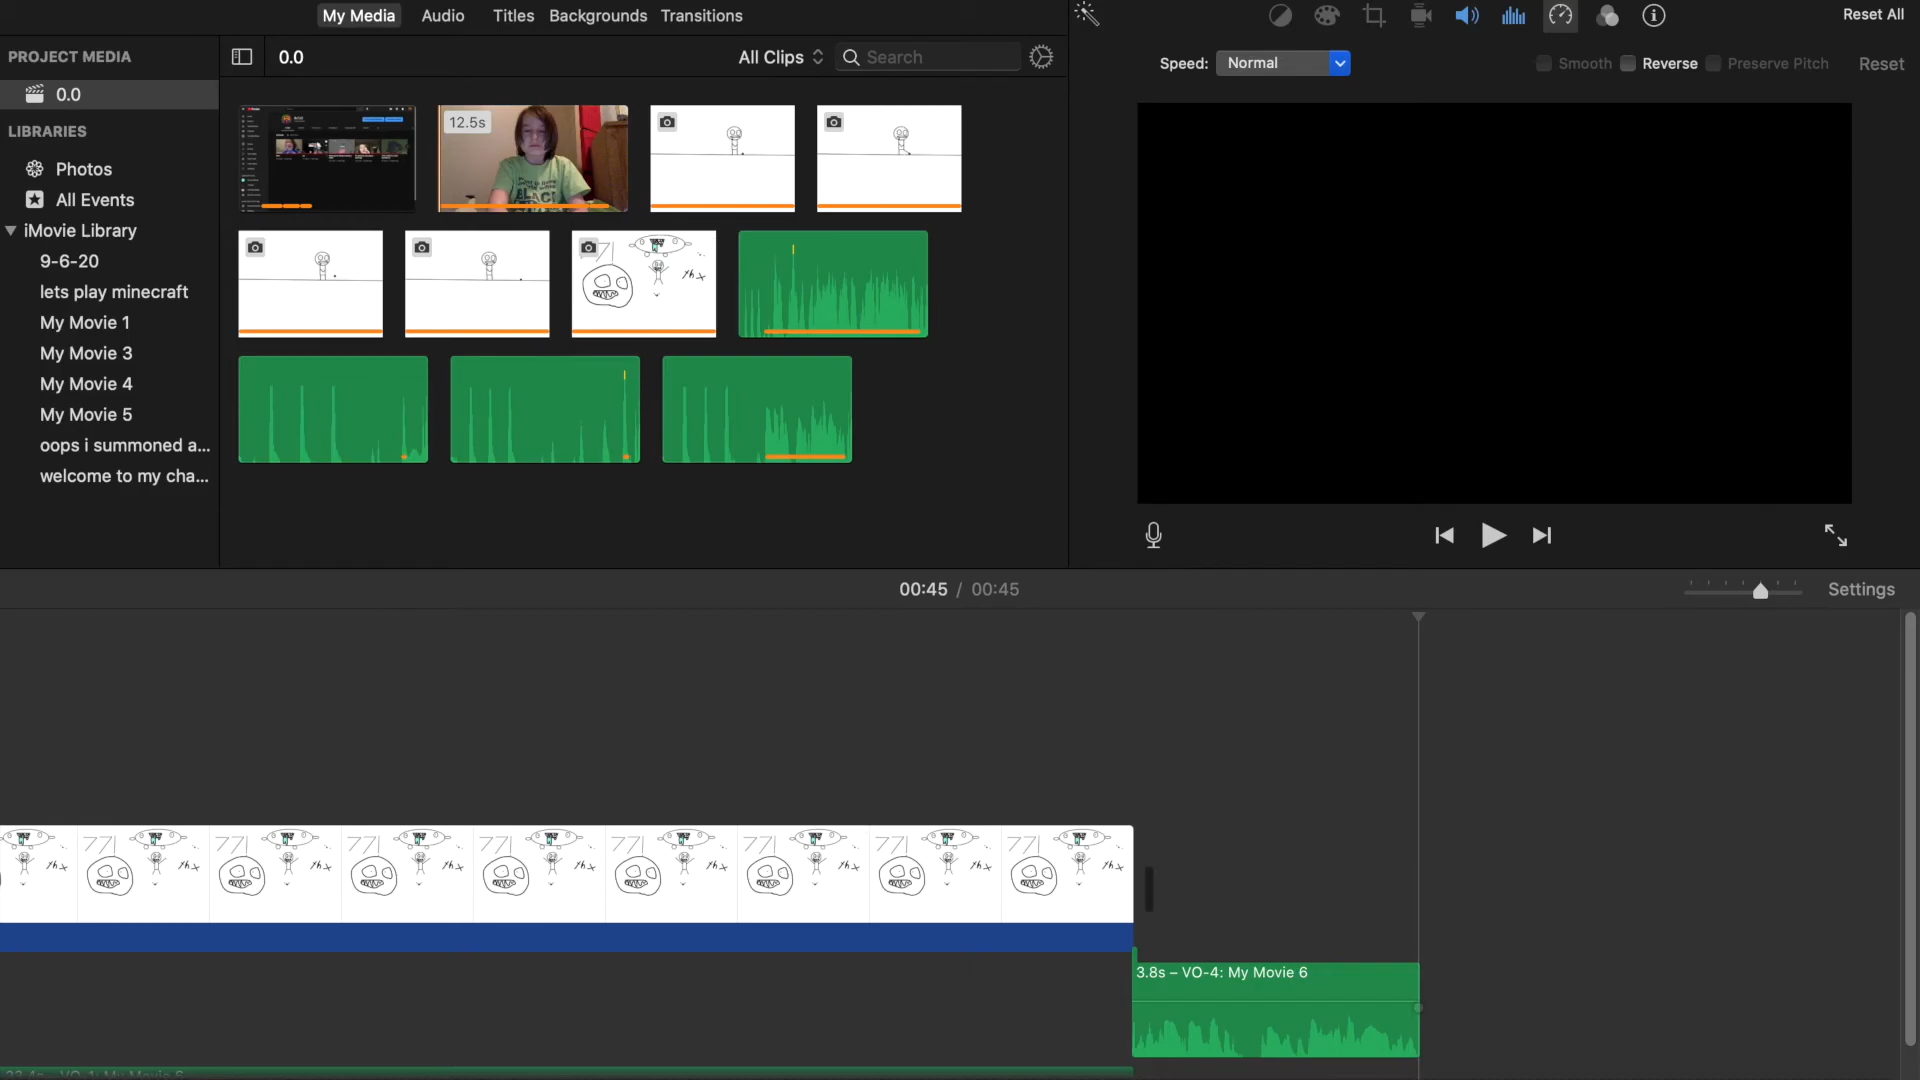 My Media Audio Titles Backgrounds Transitions
Reset All
PROJECT MEDIA
0.0
All Clips
Search
Speed: Normal
Smooth Reverse Preserve Pitch Reset
0.0
LIBRARIES
Photos
All Events
iMovie Library
9-6-20
lets play minecraft
My Movie 1
My Movie 3
My Movie 4
My Movie 5
oops i summoned a...
welcome to my cha...
12.5s
BLACK
00:45 / 00:45
Settings
3.8s – VO-4: My Movie 6